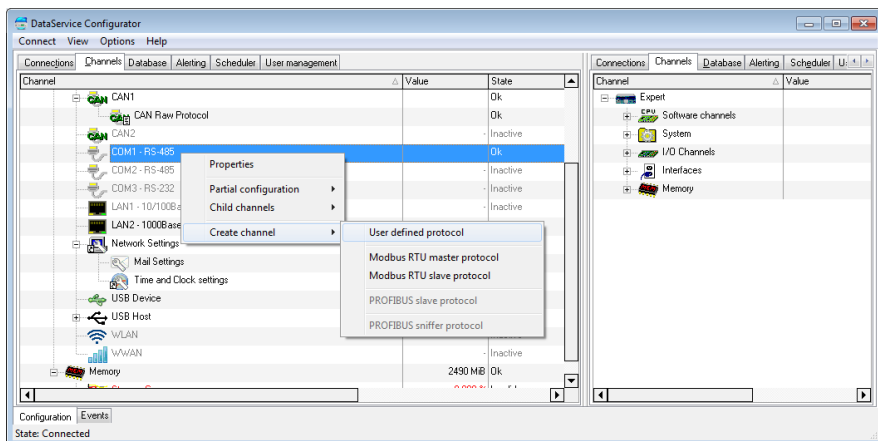 DataService Configurator
Connect View Options Help
Connections Channels Database Alerting Scheduler User management
Channel Value State
CAN1 Ok
CAN Raw Protocol Ok
CAN2 - Inactive
COM1 - RS-485 Ok
COM2 - RS-485 - Inactive
COM3 - RS-232 - Inactive
LAN1 - 10/100Ba - Inactive
LAN2 - 1000Base
Network Settings
Mail Settings
Time and Clock settings
USB Device
USB Host
WLAN
WWAN - Inactive
Memory 2490 MiB Ok
Properties
Partial configuration
Child channels
Create channel
User defined protocol
Modbus RTU master protocol
Modbus RTU slave protocol
PROFIBUS slave protocol
PROFIBUS sniffer protocol
Connections Channels Database Alerting Scheduler U
Channel Value
Expert
Software channels
System
I/O Channels
Interfaces
Memory
Configuration Events
State: Connected